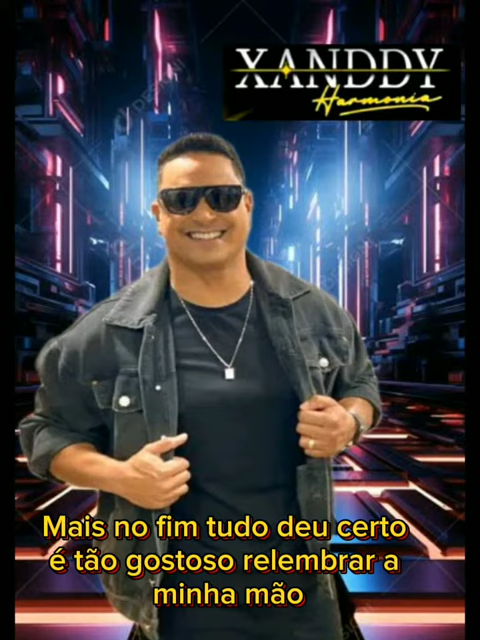 XANDDY
Harmonia
Mais no fim tudo deu certo
é tão gostoso relembrar a
minha mão